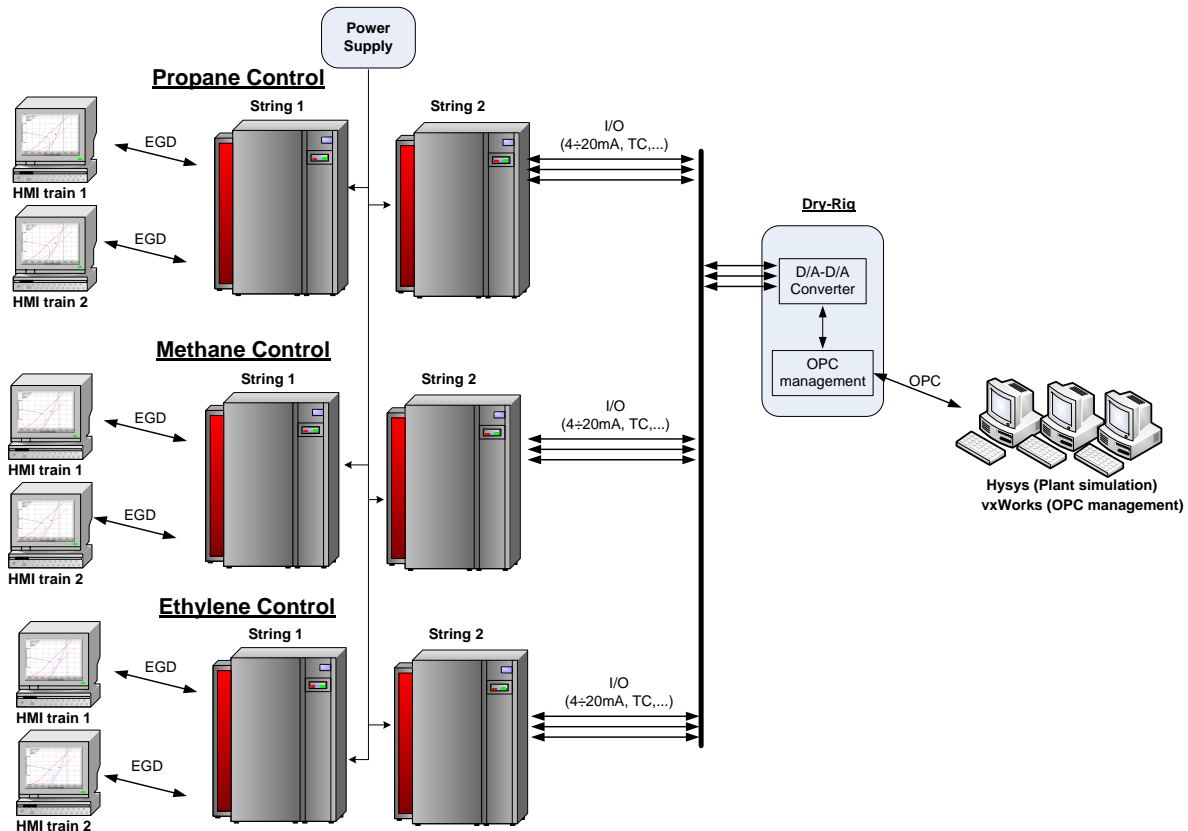 Power
Supply
Propane Control
String 1
String 2
I/O
(4÷20mA, TC,...)
EGD
HMI train 1
EGD
HMI train 2
Dry-Rig
D/A-D/A
Converter
OPC
management
OPC
Hysys (Plant simulation)
vxWorks (OPC management)
Methane Control
String 1
String 2
I/O
(4÷20mA, TC,...)
EGD
HMI train 1
EGD
HMI train 2
Ethylene Control
String 1
String 2
I/O
(4÷20mA, TC,...)
EGD
HMI train 1
EGD
HMI train 2